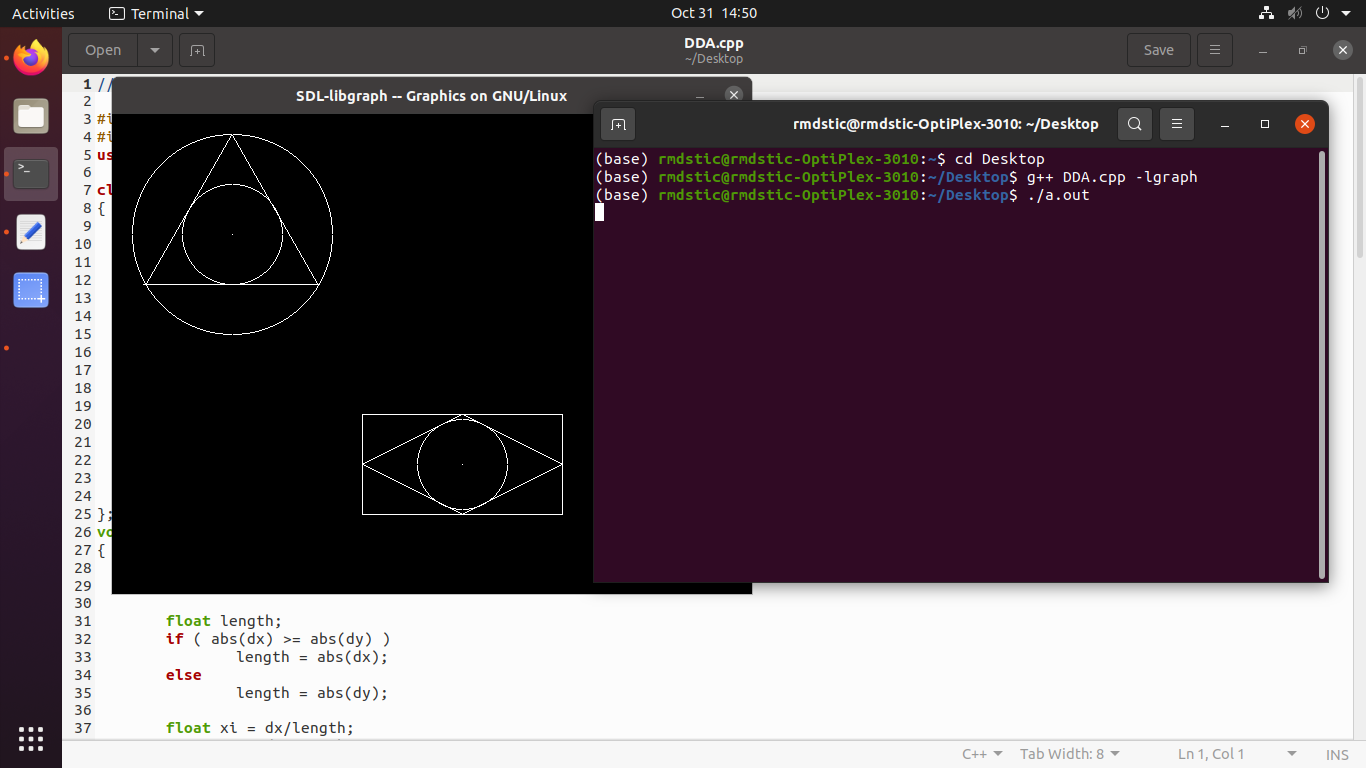 Activities
Terminal
Oct 31 14:50
Open
DDA.cpp
~/Desktop
Save
SDL-libgraph -- Graphics on GNU/Linux
rmdstic@rmdstic-OptiPlex-3010: ~/Desktop
(base) rmdstic@rmdstic-OptiPlex-3010:~$ cd Desktop
(base) rmdstic@rmdstic-OptiPlex-3010:~/Desktop$ g++ DDA.cpp -lgraph
(base) rmdstic@rmdstic-OptiPlex-3010:~/Desktop$ ./a.out
1 //
2
3 #i
4 #i
5 us
6
7 cl
8 {
9
10
11
12
13
14
15
16
17
18
19
20
21
22
23
24
25 };
26 vo
27 {
28
29
30
31 float length;
32 if ( abs(dx) >= abs(dy) )
33 length = abs(dx);
34 else
35 length = abs(dy);
36
37 float xi = dx/length;
C++
Tab Width: 8
Ln 1, Col 1
INS